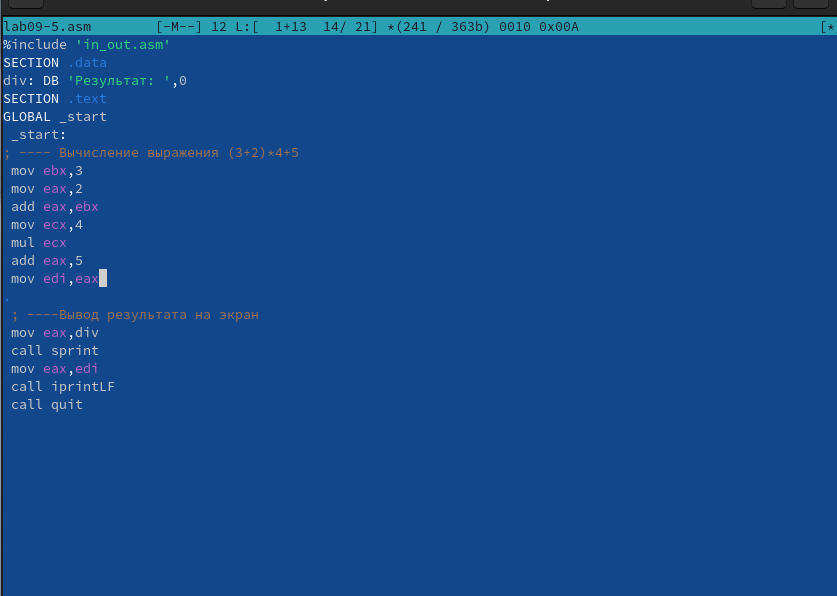 lab09-5.asm [-M--] 12 L:[ 1+13 14/ 21] *(241 / 363b) 0010 0x00A [*
%include 'in_out.asm'
SECTION .data
div: DB 'Результат: ',0
SECTION .text
GLOBAL _start
_start:
; ---- Вычисление выражения (3+2)*4+5
mov ebx,3
mov eax,2
add eax,ebx
mov ecx,4
mul ecx
add eax,5
mov edi,eax
.
; ----Вывод результата на экран
mov eax,div
call sprint
mov eax,edi
call iprintLF
call quit